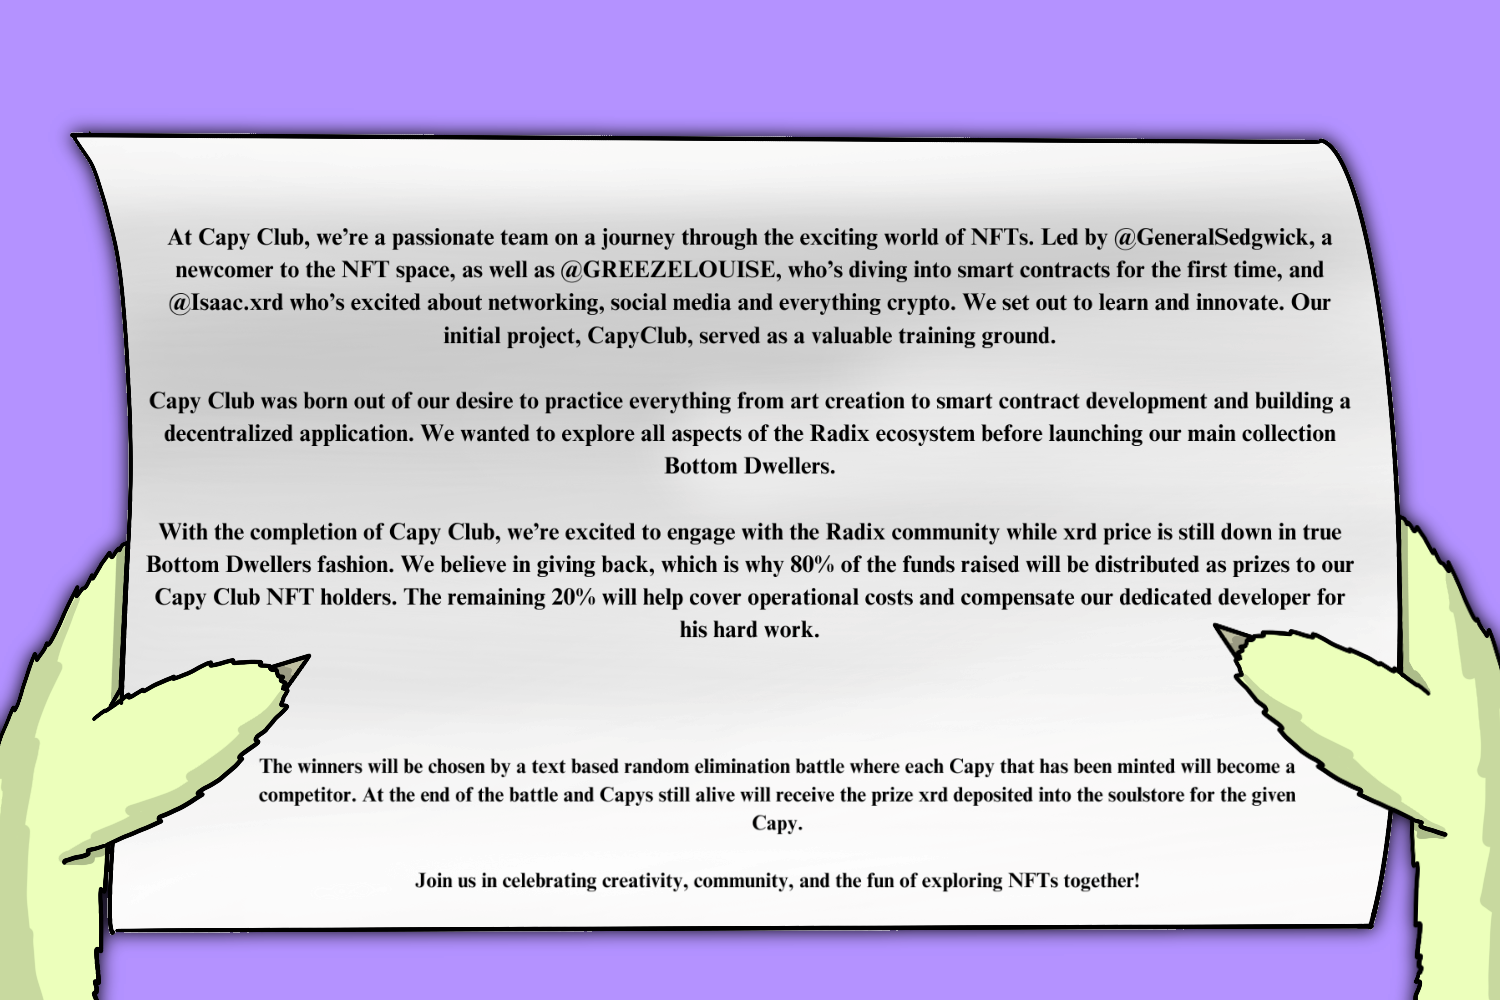 At Capy Club, we’re a passionate team on a journey through the exciting world of NFTs. Led by @GeneralSedgwick, a
newcomer to the NFT space, as well as @GREEZELOUISE, who’s diving into smart contracts for the first time, and
@Isaac.xrd who’s excited about networking, social media and everything crypto. We set out to learn and innovate. Our
initial project, CapyClub, served as a valuable training ground.
Capy Club was born out of our desire to practice everything from art creation to smart contract development and building a
decentralized application. We wanted to explore all aspects of the Radix ecosystem before launching our main collection
Bottom Dwellers.
With the completion of Capy Club, we’re excited to engage with the Radix community while xrd price is still down in true
Bottom Dwellers fashion. We believe in giving back, which is why 80% of the funds raised will be distributed as prizes to our
Capy Club NFT holders. The remaining 20% will help cover operational costs and compensate our dedicated developer for
his hard work.
The winners will be chosen by a text based random elimination battle where each Capy that has been minted will become a
competitor. At the end of the battle and Capys still alive will receive the prize xrd deposited into the soulstore for the given
Capy.
Join us in celebrating creativity, community, and the fun of exploring NFTs together!